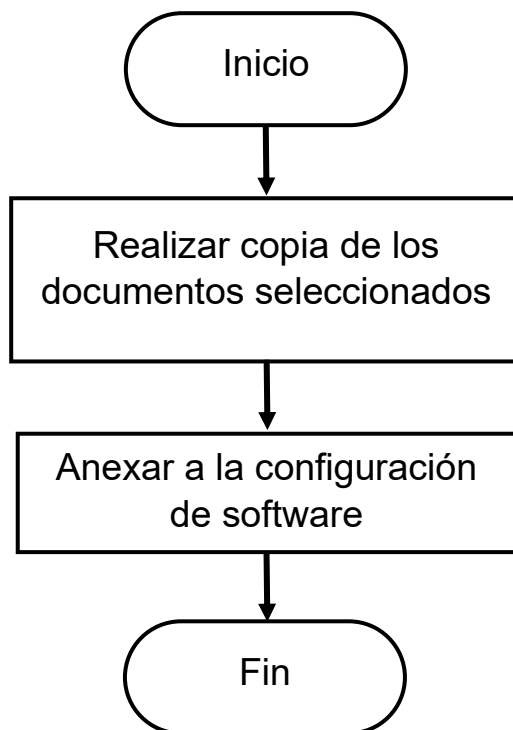 Inicio
Realizar copia de los
documentos seleccionados
Anexar a la configuración
de software
Fin